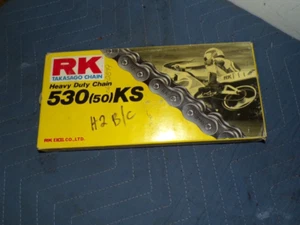 RK
TAKASAGO CHAIN
Heavy Duty Chain
530(50)KS
H2 B/C
RK EXCEL CO., LTD.